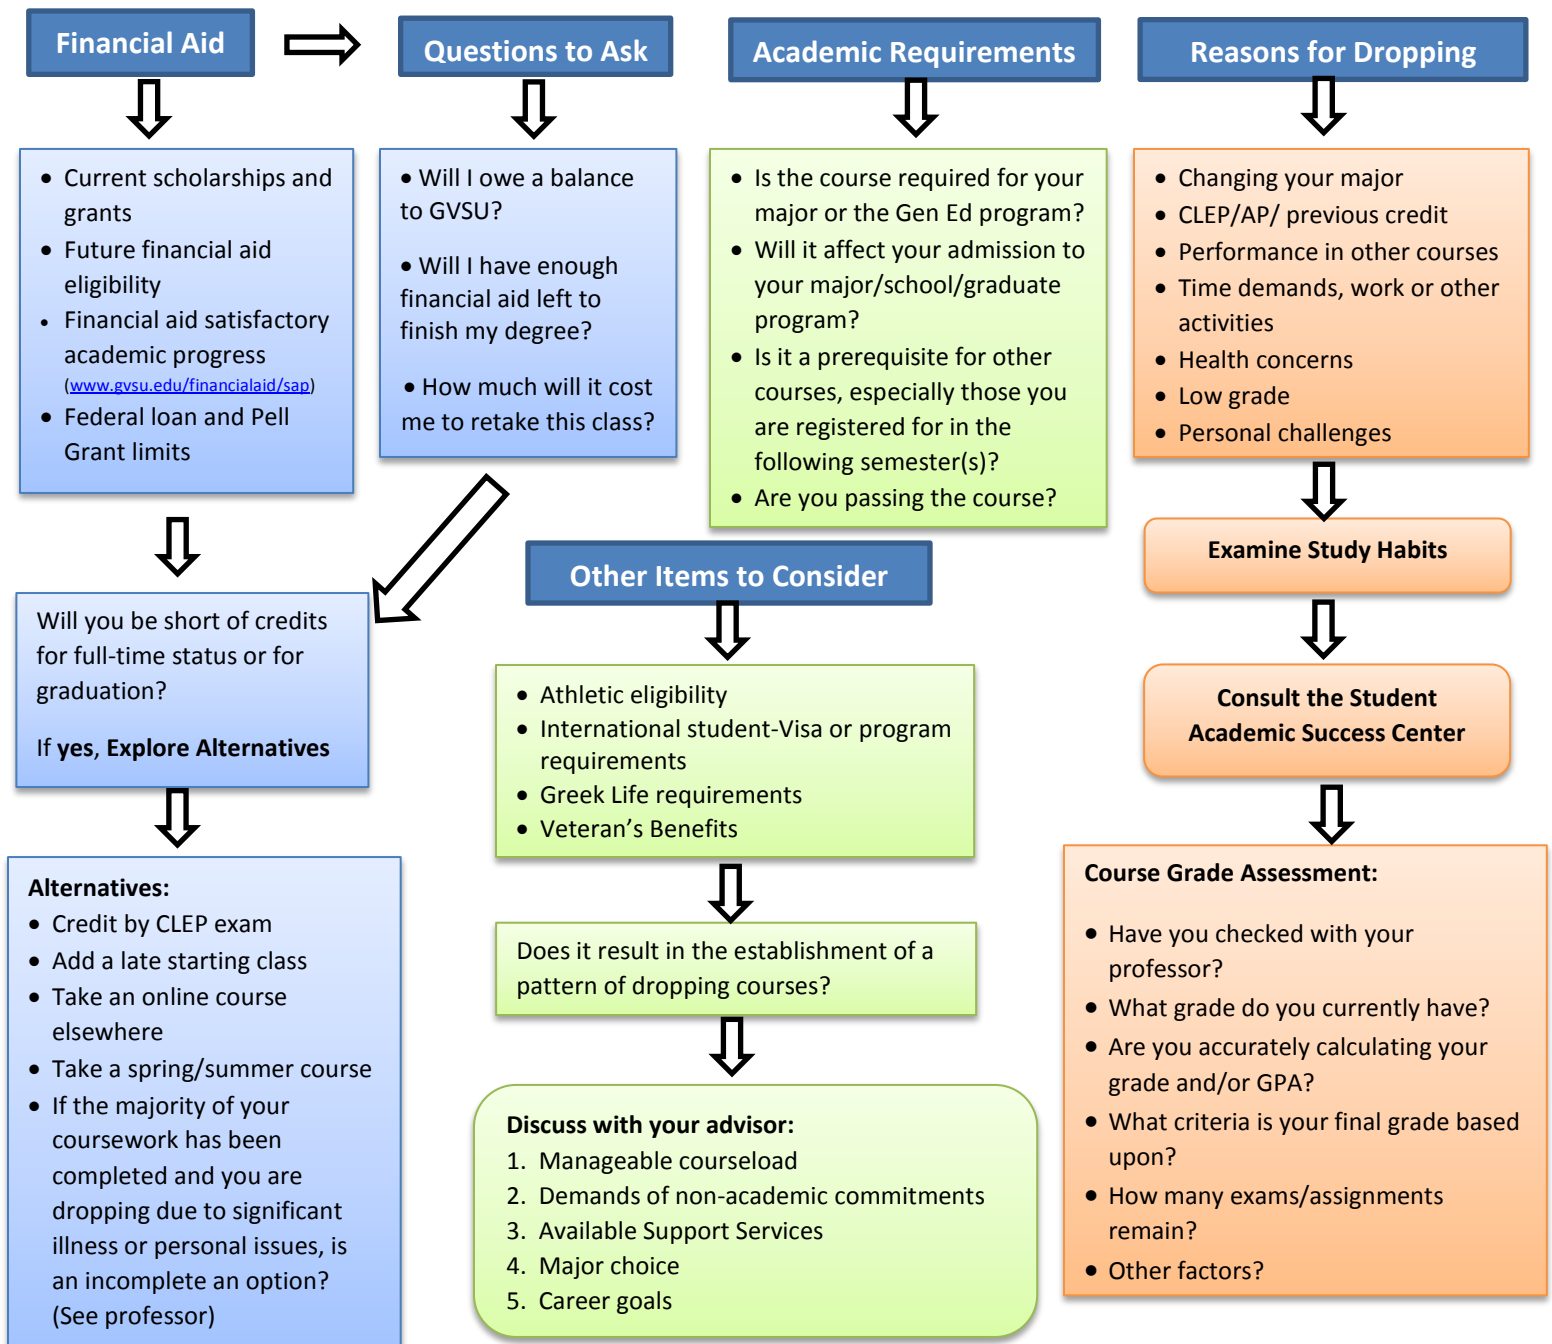 Financial Aid
Questions to Ask
Academic Requirements
Reasons for Dropping
• Current scholarships and
grants
• Future financial aid
eligibility
• Financial aid satisfactory
academic progress
(www.gvsu.edu/financialaid/sap)
• Federal loan and Pell
Grant limits
• Will I owe a balance
to GVSU?
• Will I have enough
financial aid left to
finish my degree?
• How much will it cost
me to retake this class?
• Is the course required for your
major or the Gen Ed program?
• Will it affect your admission to
your major/school/graduate
program?
• Is it a prerequisite for other
courses, especially those you
are registered for in the
following semester(s)?
• Are you passing the course?
• Changing your major
• CLEP/AP/ previous credit
• Performance in other courses
• Time demands, work or other
activities
• Health concerns
• Low grade
• Personal challenges
Examine Study Habits
Other Items to Consider
Will you be short of credits
for full-time status or for
graduation?
If yes, Explore Alternatives
• Athletic eligibility
• International student-Visa or program
requirements
• Greek Life requirements
• Veteran’s Benefits
Consult the Student
Academic Success Center
Alternatives:
• Credit by CLEP exam
• Add a late starting class
• Take an online course
elsewhere
• Take a spring/summer course
• If the majority of your
coursework has been
completed and you are
dropping due to significant
illness or personal issues, is
an incomplete an option?
(See professor)
Does it result in the establishment of a
pattern of dropping courses?
Discuss with your advisor:
1. Manageable courseload
2. Demands of non-academic commitments
3. Available Support Services
4. Major choice
5. Career goals
Course Grade Assessment:
• Have you checked with your
professor?
• What grade do you currently have?
• Are you accurately calculating your
grade and/or GPA?
• What criteria is your final grade based
upon?
• How many exams/assignments
remain?
• Other factors?